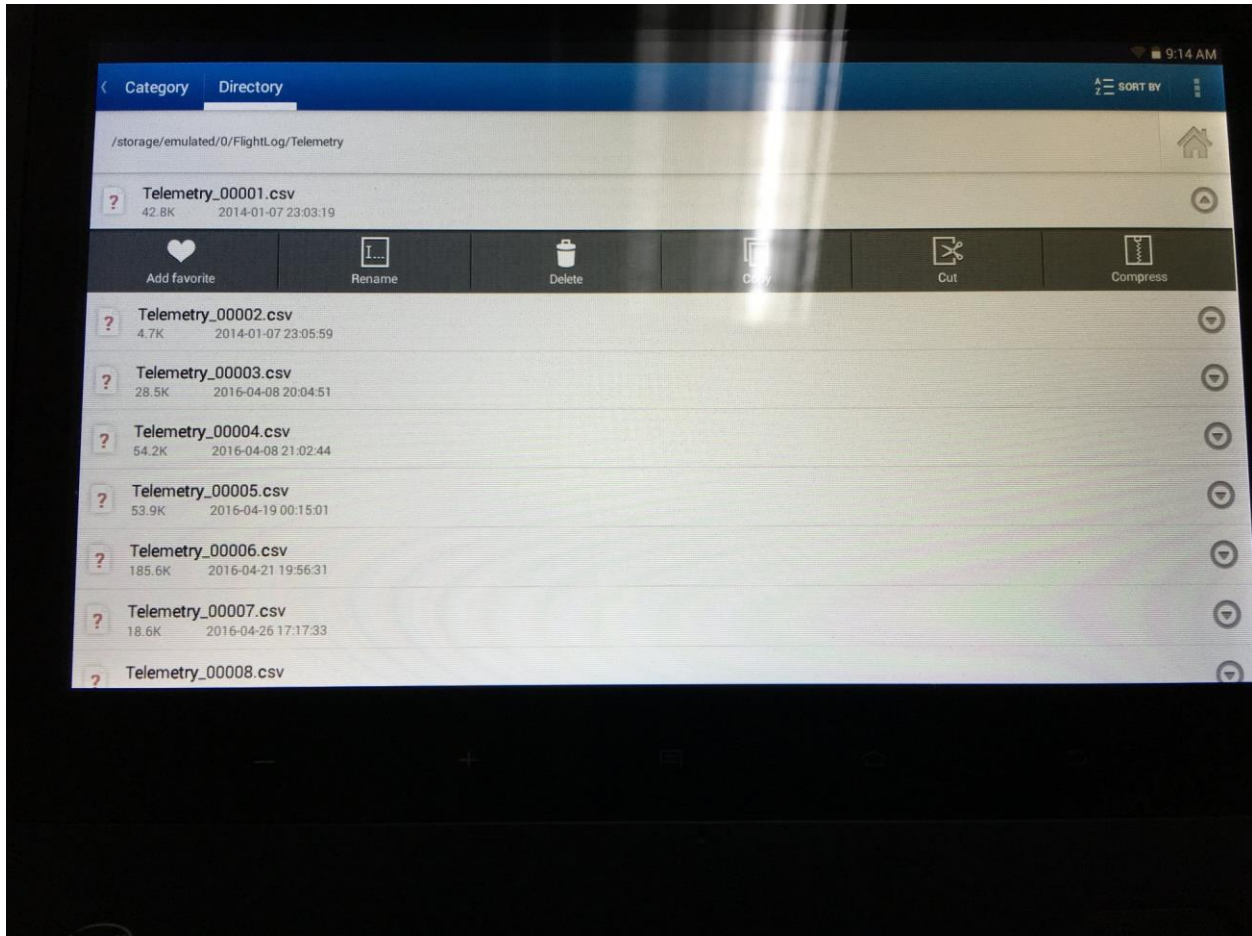 9:14 AM
Category Directory A Z SORT BY
/storage/emulated/0/FlightLog/Telemetry
? Telemetry_00001.csv
42.8K 2014-01-07 23:03:19
Add favorite I... Rename Delete Copy Cut Compress
? Telemetry_00002.csv
4.7K 2014-01-07 23:05:59
? Telemetry_00003.csv
28.5K 2016-04-08 20:04:51
? Telemetry_00004.csv
54.2K 2016-04-08 21:02:44
? Telemetry_00005.csv
53.9K 2016-04-19 00:15:01
? Telemetry_00006.csv
185.6K 2016-04-21 19:56:31
? Telemetry_00007.csv
18.6K 2016-04-26 17:17:33
? Telemetry_00008.csv